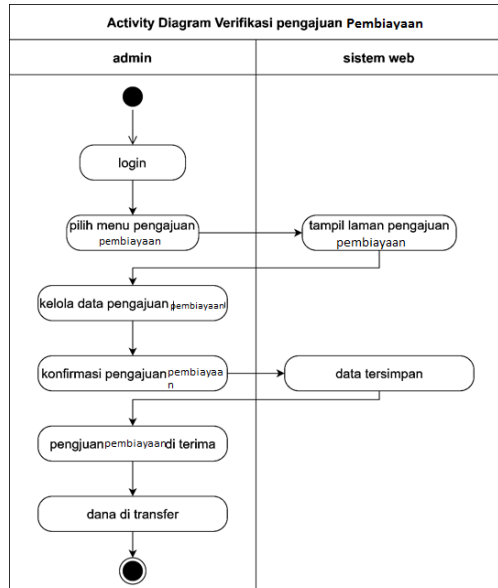 Activity Diagram Verifikasi pengajuan Pembiayaan
admin
sistem web
login
pilih menu pengajuan
pembiayaan
tampil laman pengajuan
pembiayaan
kelola data pengajuan pembiayaan
konfirmasi pengajuan pembiayaa
n
data tersimpan
pengjuan pembiayaan di terima
dana di transfer